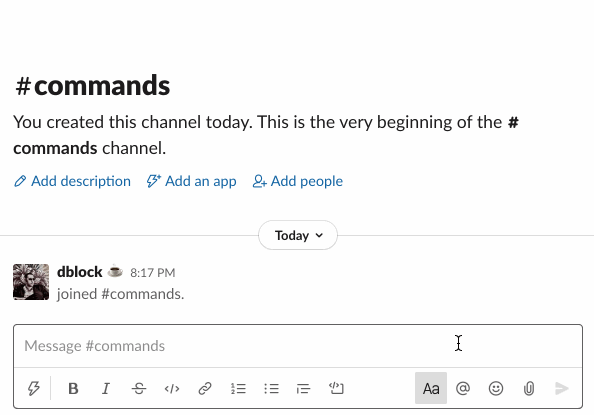 #commands
You created this channel today. This is the very beginning of the #
commands channel.
Add description Add an app Add people
Today
dblock 8:17 PM
joined #commands.
Message #commands
B I S </> Aa @